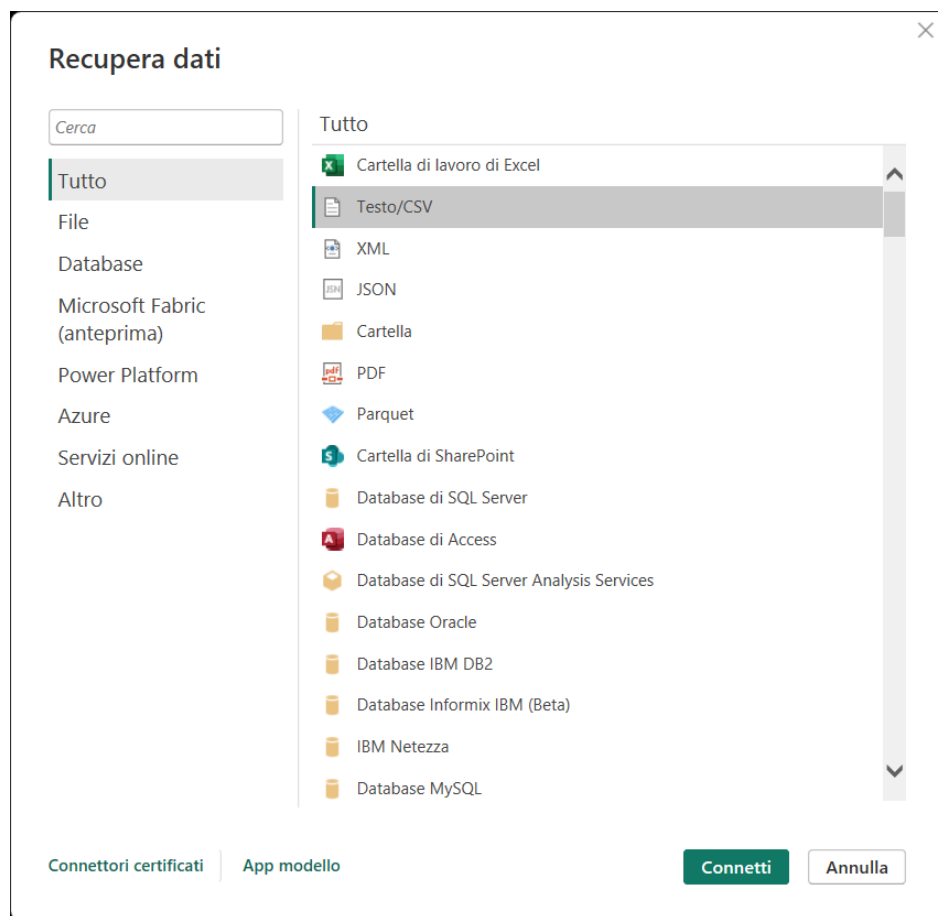 Recupera dati
Cerca
Tutto
File
Database
Microsoft Fabric
(anteprima)
Power Platform
Azure
Servizi online
Altro
Tutto
Cartella di lavoro di Excel
Testo/CSV
XML
JSON
Cartella
PDF
Parquet
Cartella di SharePoint
Database di SQL Server
Database di Access
Database di SQL Server Analysis Services
Database Oracle
Database IBM DB2
Database Informix IBM (Beta)
IBM Netezza
Database MySQL
Connettori certificati
App modello
Connetti
Annulla